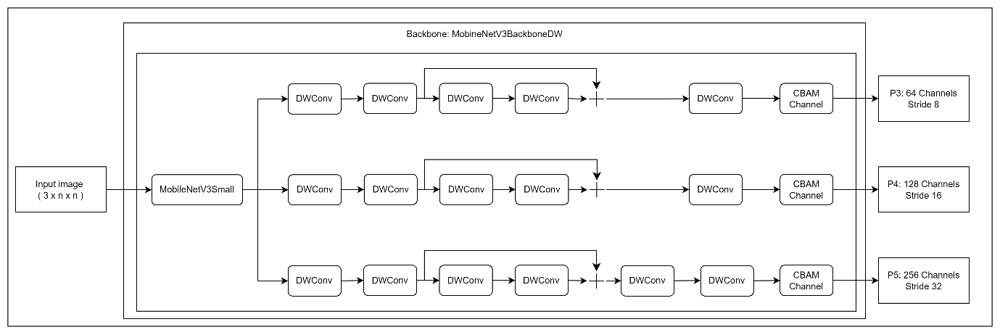 Backbone: MobineNetV3BackboneDW
DWConv
DWConv
DWConv
DWConv
+
DWConv
CBAM
Channel
P3: 64 Channels
Stride 8
Input image
( 3 x n x n )
MobileNetV3Small
DWConv
DWConv
DWConv
DWConv
+
DWConv
CBAM
Channel
P4: 128 Channels
Stride 16
DWConv
DWConv
DWConv
DWConv
+
DWConv
DWConv
CBAM
Channel
P5: 256 Channels
Stride 32